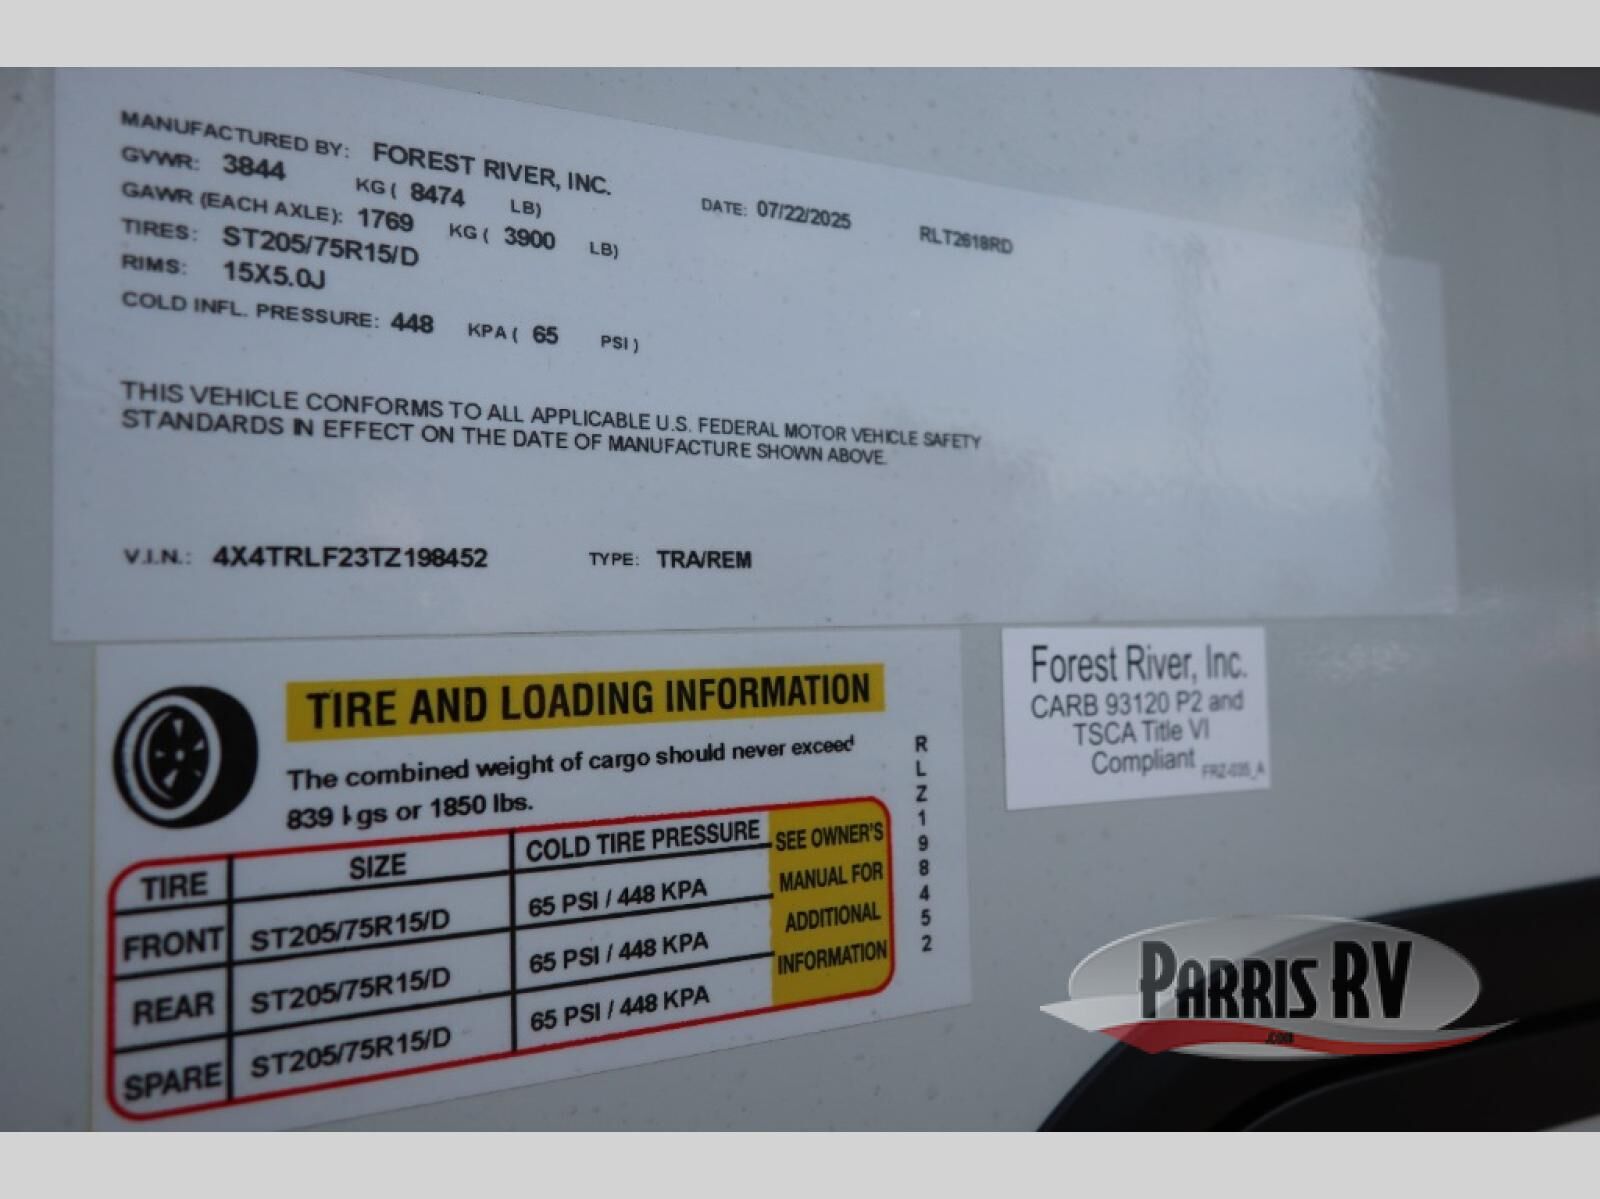 MANUFACTURED BY: FOREST RIVER, INC.
GVWR: 3844 KG ( 8474 LB) DATE: 07/22/2025 RLT2618RD
GAWR (EACH AXLE): 1769 KG ( 3900 LB)
TIRES: ST205/75R15/D
RIMS: 15X5.0J
COLD INFL. PRESSURE: 448 KPA ( 65 PSI )
THIS VEHICLE CONFORMS TO ALL APPLICABLE U.S. FEDERAL MOTOR VEHICLE SAFETY
STANDARDS IN EFFECT ON THE DATE OF MANUFACTURE SHOWN ABOVE.
V.I.N.: 4X4TRLF23TZ198452 TYPE: TRA/REM
TIRE AND LOADING INFORMATION
The combined weight of cargo should never exceed
839 kgs or 1850 lbs.
TIRE SIZE COLD TIRE PRESSURE
FRONT ST205/75R15/D 65 PSI / 448 KPA
REAR ST205/75R15/D 65 PSI / 448 KPA
SPARE ST205/75R15/D 65 PSI / 448 KPA
SEE OWNER'S
MANUAL FOR
ADDITIONAL
INFORMATION
RLZ198452
Forest River, Inc.
CARB 93120 P2 and
TSCA Title VI
Compliant FRZ-035_A
PARRIS RV
.COM